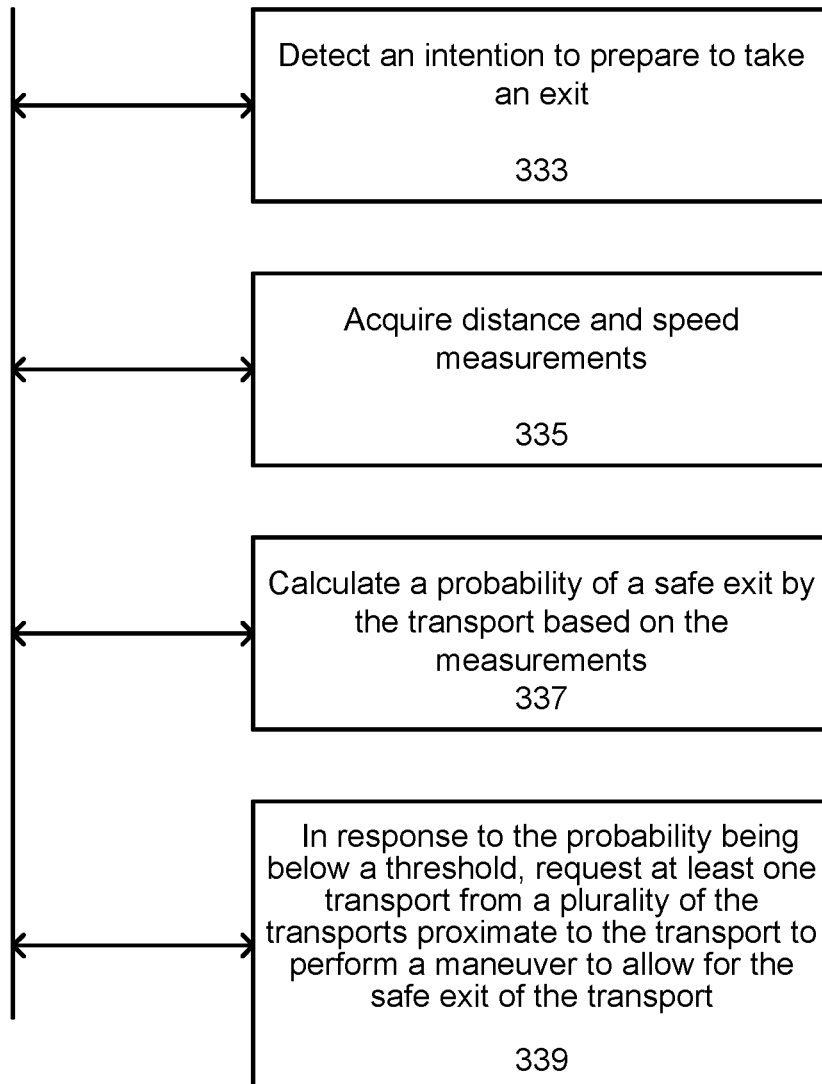 Detect an intention to prepare to take
an exit
333
Acquire distance and speed
measurements
335
Calculate a probability of a safe exit by
the transport based on the
measurements
337
In response to the probability being
below a threshold, request at least one
transport from a plurality of the
transports proximate to the transport to
perform a maneuver to allow for the
safe exit of the transport
339